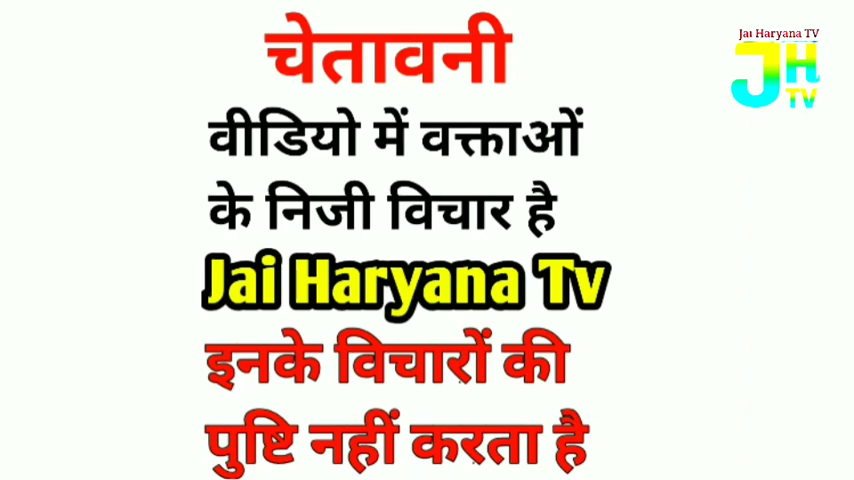 Jai Haryana TV
JH
TV
चेतावनी
वीडियो में वक्ताओं
के निजी विचार है
Jai Haryana Tv
इनके विचारों की
पुष्टि नहीं करता है